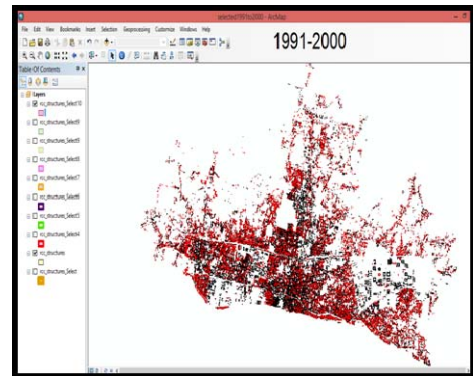 selected1991to2000 - ArcMap
File Edit View Bookmarks Insert Selection Geoprocessing Customize Windows Help
1991-2000
Table Of Contents
Layers
rcc_structures_Select10
rcc_structures_Select9
rcc_structures_Select8
rcc_structures_Select7
rcc_structures_Select6
rcc_structures_Select5
rcc_structures_Select4
rcc_structures
rcc_structures_Select